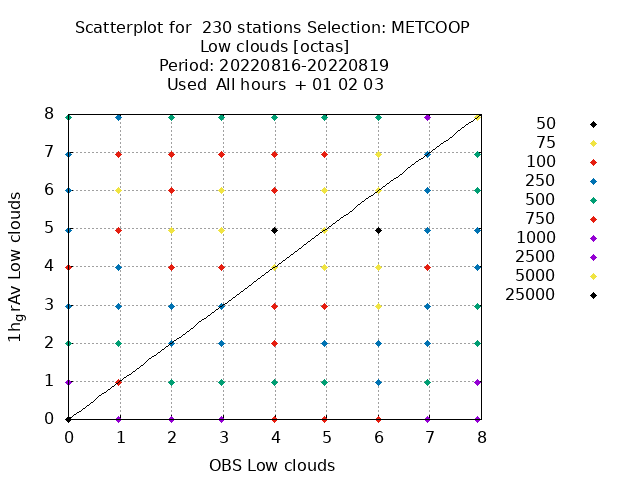 Scatterplot for  230 stations Selection: METCOOP
Low clouds [octas]
Period: 20220816-20220819
Used  All hours  + 01 02 03
8
7
6
5
4
3
2
1
0
1hgrAv Low clouds
0 1 2 3 4 5 6 7 8
OBS Low clouds
50
75
100
250
500
750
1000
2500
5000
25000